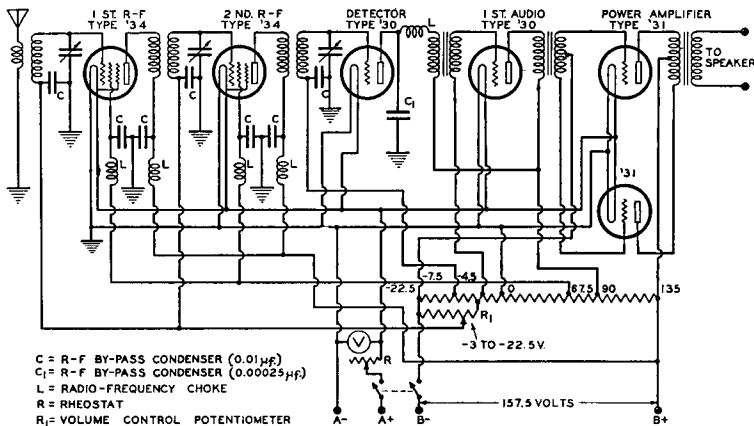 1 ST. R-F
TYPE '34
2 ND. R-F
TYPE '34
DETECTOR
TYPE '30
1 ST. AUDIO
TYPE '30
POWER AMPLIFIER
TYPE '31
L
TO
SPEAKER
C
C
C
C
C
C
C
C₁
L
L
L
L
'31
-22.5
-7.5
-4.5
0
67.5
90
135
R₁
-3 TO -22.5 V.
V
R
C = R-F BY-PASS CONDENSER (0.01 μf.)
C₁ = R-F BY-PASS CONDENSER (0.00025 μf.)
L = RADIO-FREQUENCY CHOKE
R = RHEOSTAT
R₁ = VOLUME CONTROL POTENTIOMETER
157.5 VOLTS
A-
A+
B-
B+